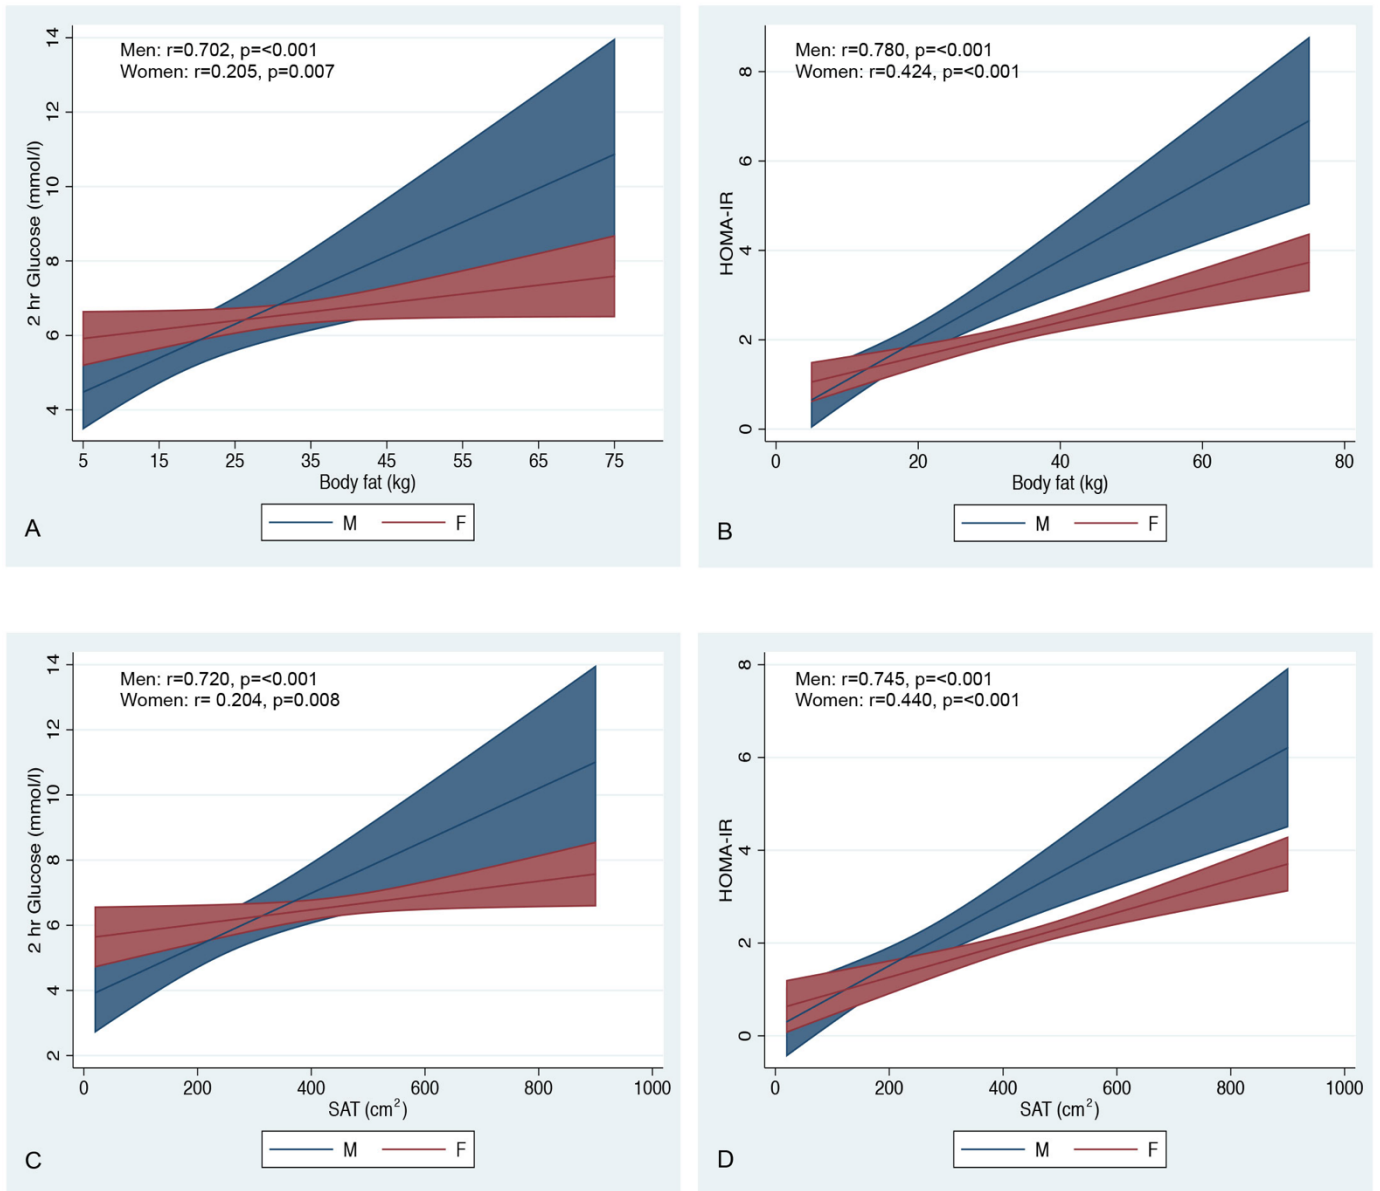 Men: r=0.702, p=<0.001
Women: r=0.205, p=0.007
2 hr Glucose (mmol/l)
14
12
10
8
6
4
5 15 25 35 45 55 65 75
Body fat (kg)
M F
A
Men: r=0.780, p=<0.001
Women: r=0.424, p=<0.001
HOMA-IR
8
6
4
2
0
0 20 40 60 80
Body fat (kg)
M F
B
Men: r=0.720, p=<0.001
Women: r= 0.204, p=0.008
2 hr Glucose (mmol/l)
14
12
10
8
6
4
2
0 200 400 600 800 1000
SAT (cm²)
M F
C
Men: r=0.745, p=<0.001
Women: r=0.440, p=<0.001
HOMA-IR
8
6
4
2
0
0 200 400 600 800 1000
SAT (cm²)
M F
D